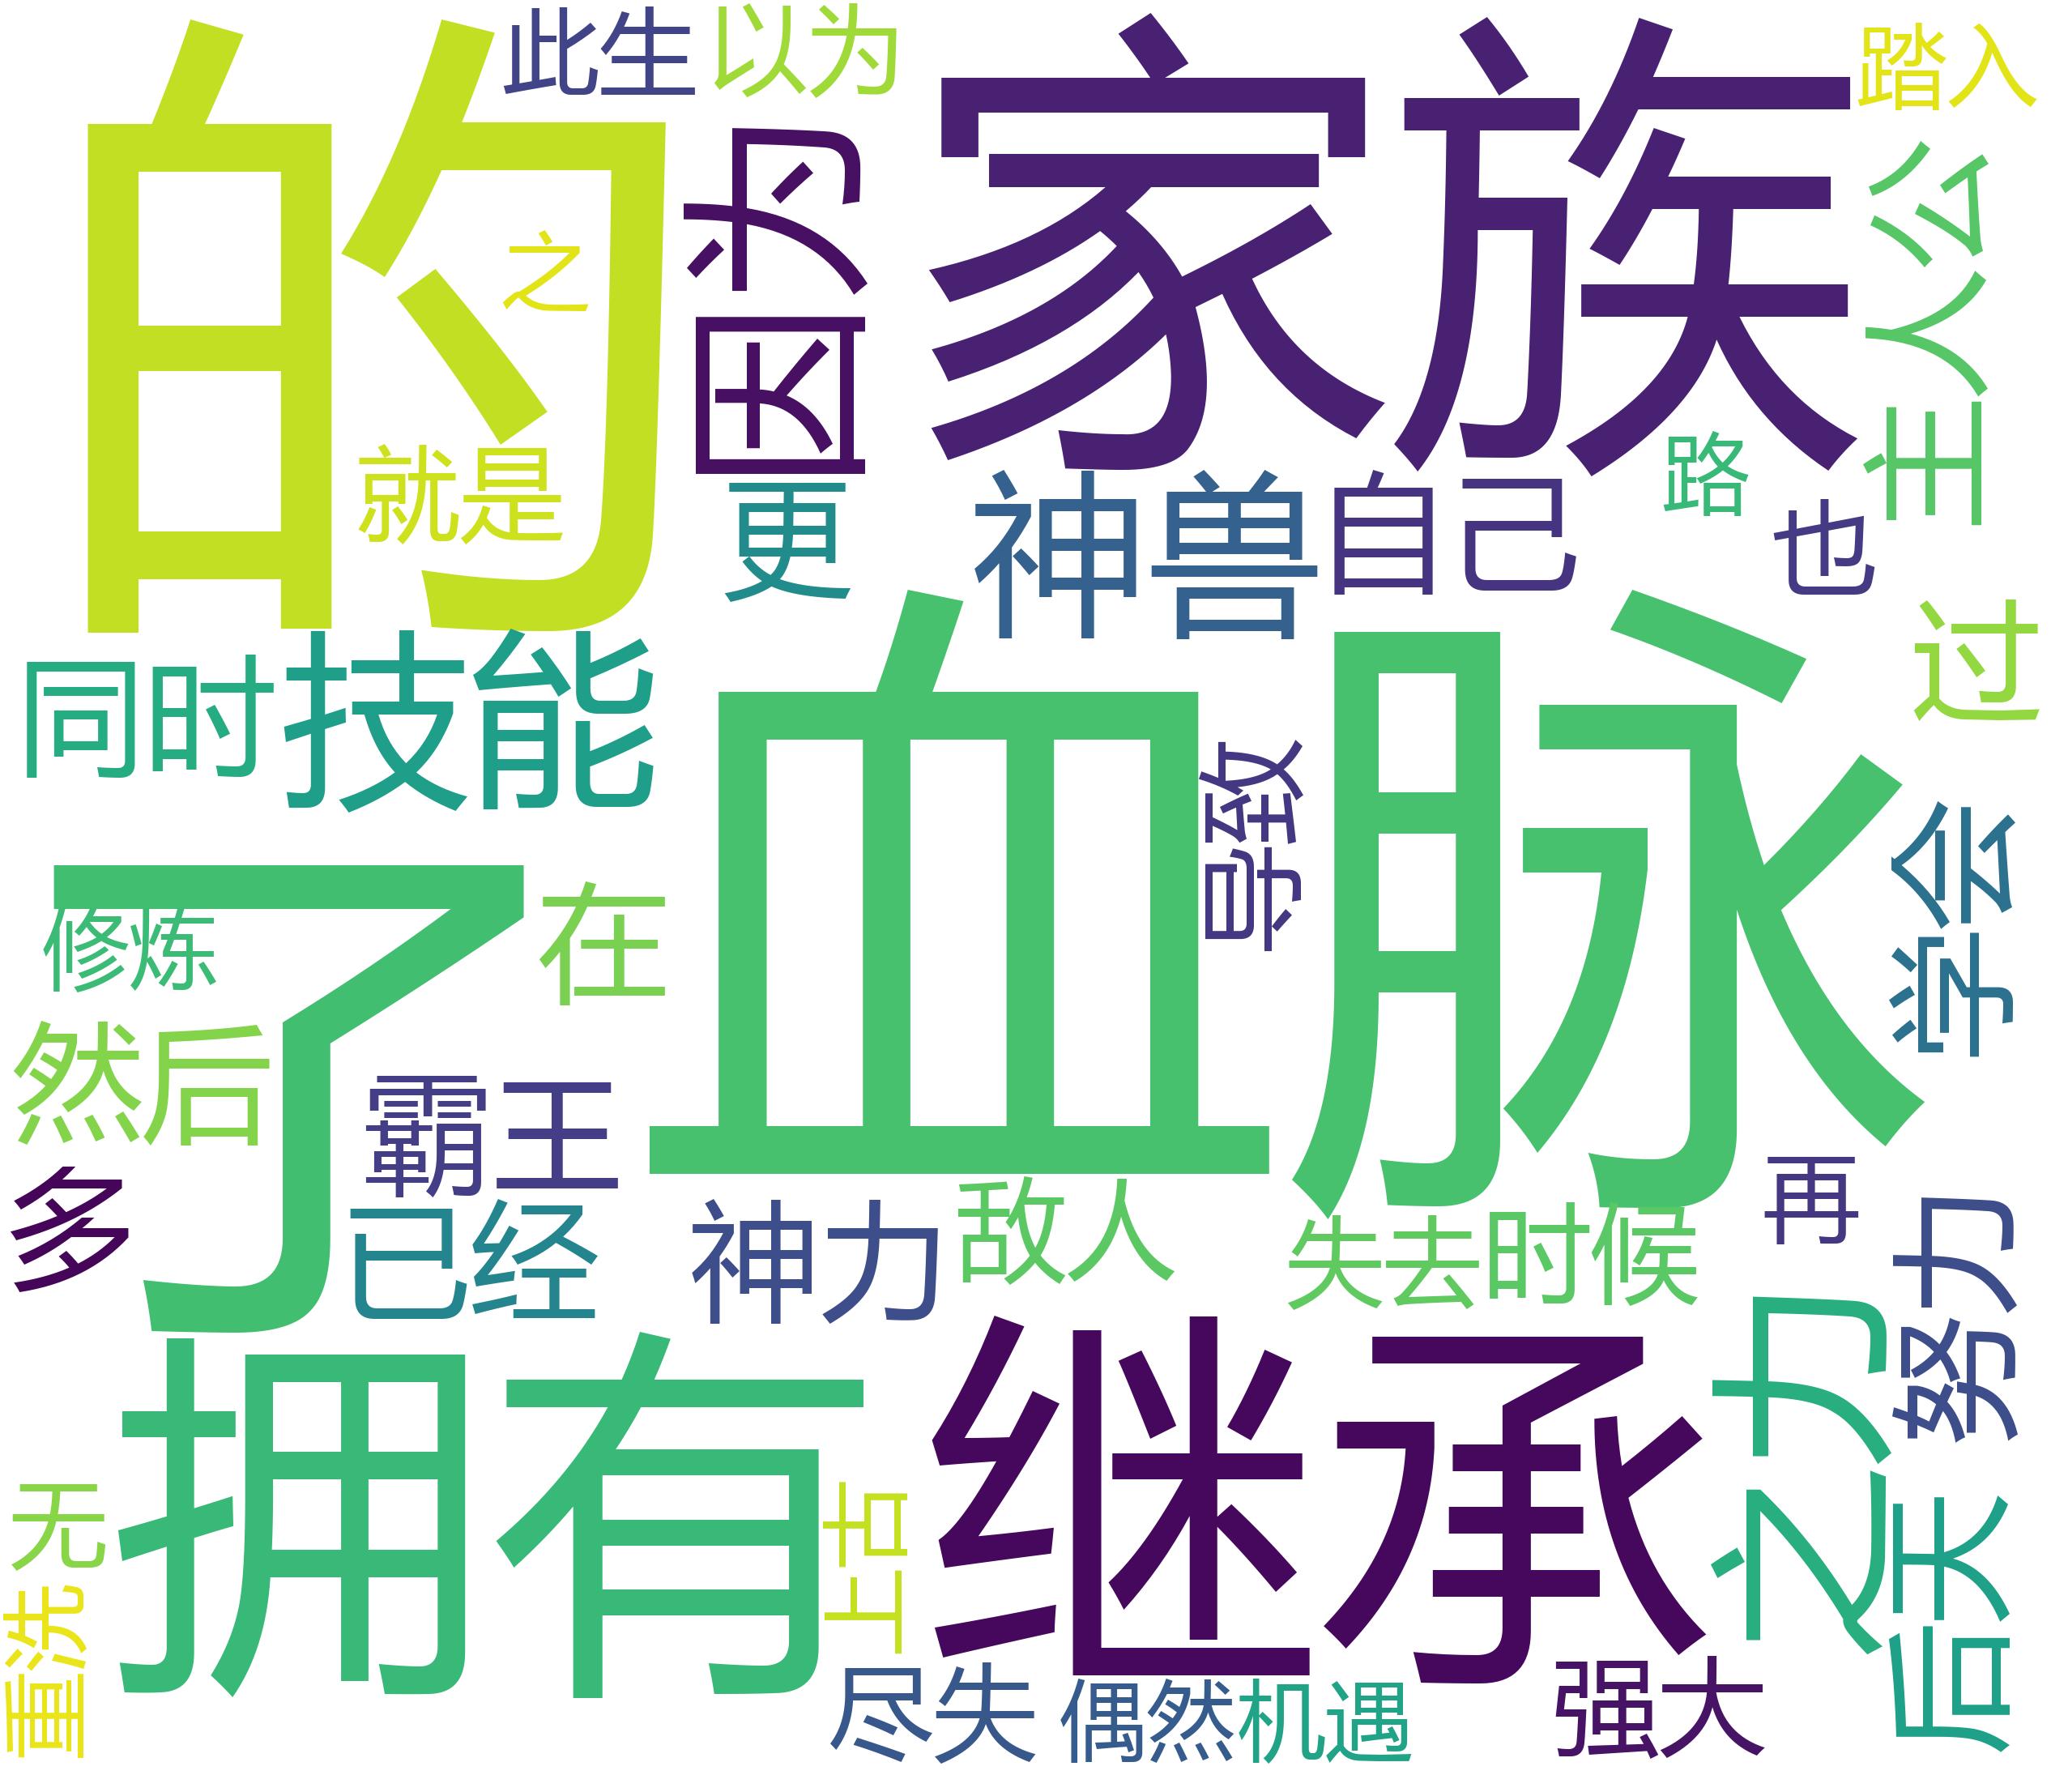 此生
以为
踏入
的
家族
之
因为
主人公
就是
更
神兽
自己
路
也
过
同时
技能
血脉
导致
学会
了
修炼
在
然后
霸王
多
已经
神力
敌人
失去
时候
再
努力
拥有
继承
之力
无
上古
后天
重洗
尽失
偶然
机遇
强大